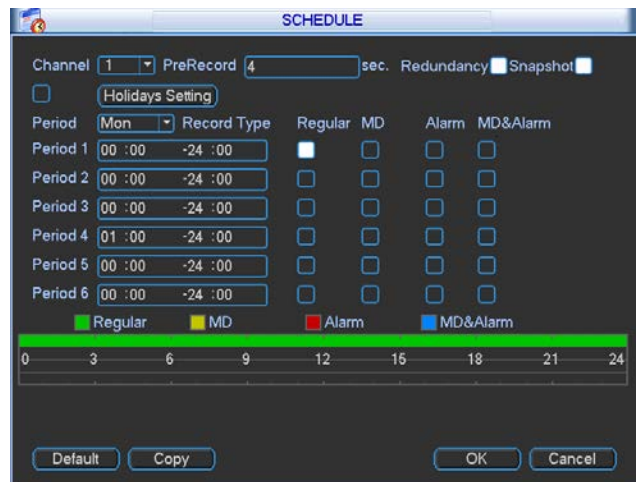 SCHEDULE
Channel 1 PreRecord 4 sec. Redundancy Snapshot
Holidays Setting
Period Mon Record Type Regular MD Alarm MD&Alarm
Period 1 00 :00 -24 :00
Period 2 00 :00 -24 :00
Period 3 00 :00 -24 :00
Period 4 01 :00 -24 :00
Period 5 00 :00 -24 :00
Period 6 00 :00 -24 :00
Regular MD Alarm MD&Alarm
0 3 6 9 12 15 18 21 24
Default Copy OK Cancel